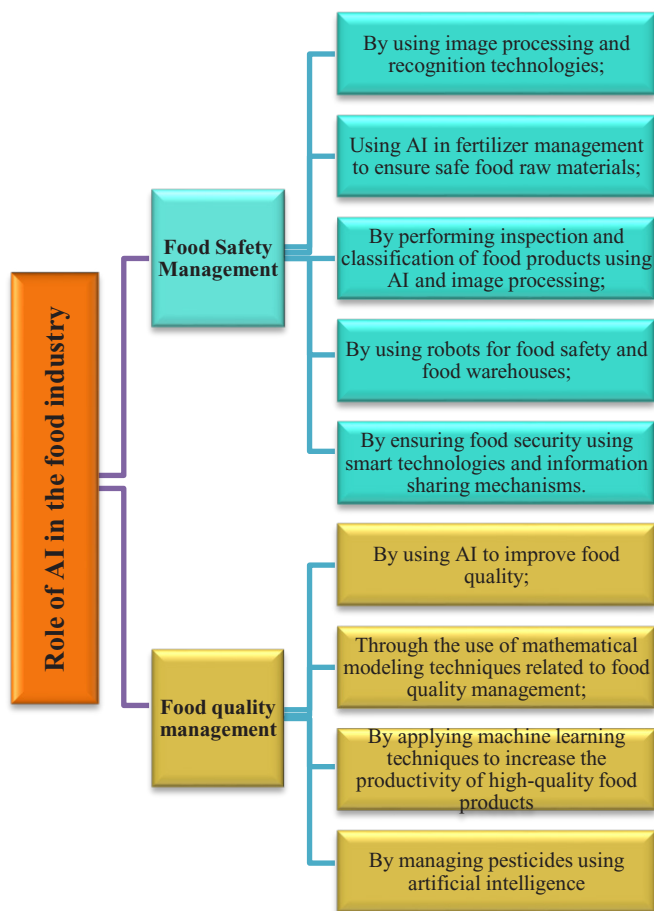 Role of AI in the food industry
Food Safety
Management
By using image processing and
recognition technologies;
Using AI in fertilizer management
to ensure safe food raw materials;
By performing inspection and
classification of food products using
AI and image processing;
By using robots for food safety and
food warehouses;
By ensuring food security using
smart technologies and information
sharing mechanisms.
Food quality
management
By using AI to improve food
quality;
Through the use of mathematical
modeling techniques related to food
quality management;
By applying machine learning
techniques to increase the
productivity of high-quality food
products
By managing pesticides using
artificial intelligence